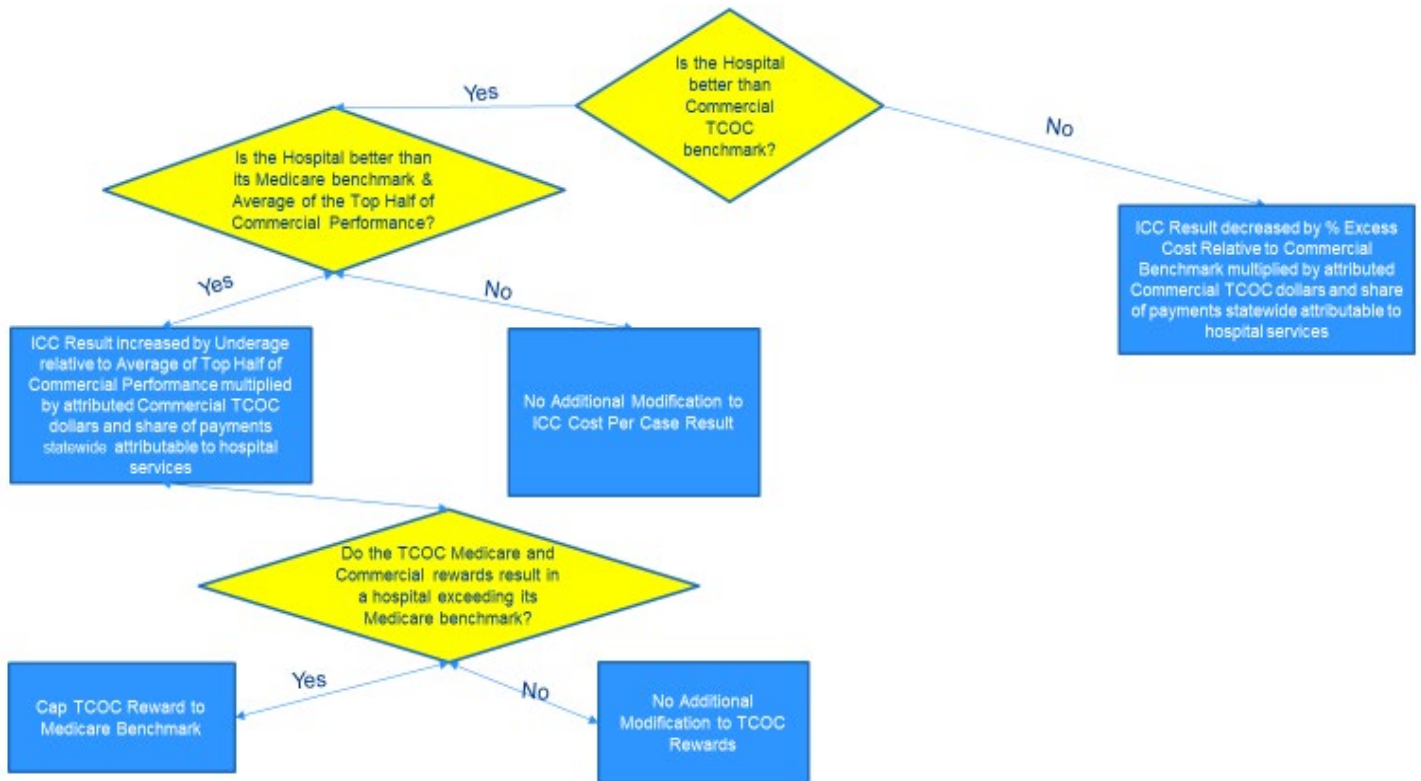 Is the Hospital
better than
Commercial
TCOC
benchmark?
Yes
No
Is the Hospital better than
its Medicare benchmark &
Average of the Top Half of
Commercial Performance?
ICC Result decreased by % Excess
Cost Relative to Commercial
Benchmark multiplied by attributed
Commercial TCOC dollars and share
of payments statewide attributable to
hospital services
Yes
No
ICC Result increased by Underage
relative to Average of Top Half of
Commercial Performance multiplied
by attributed Commercial TCOC
dollars and share of payments
statewide attributable to hospital
services
No Additional Modification to
ICC Cost Per Case Result
Do the TCOC Medicare and
Commercial rewards result in
a hospital exceeding its
Medicare benchmark?
Yes
No
Cap TCOC Reward to
Medicare Benchmark
No Additional
Modification to TCOC
Rewards